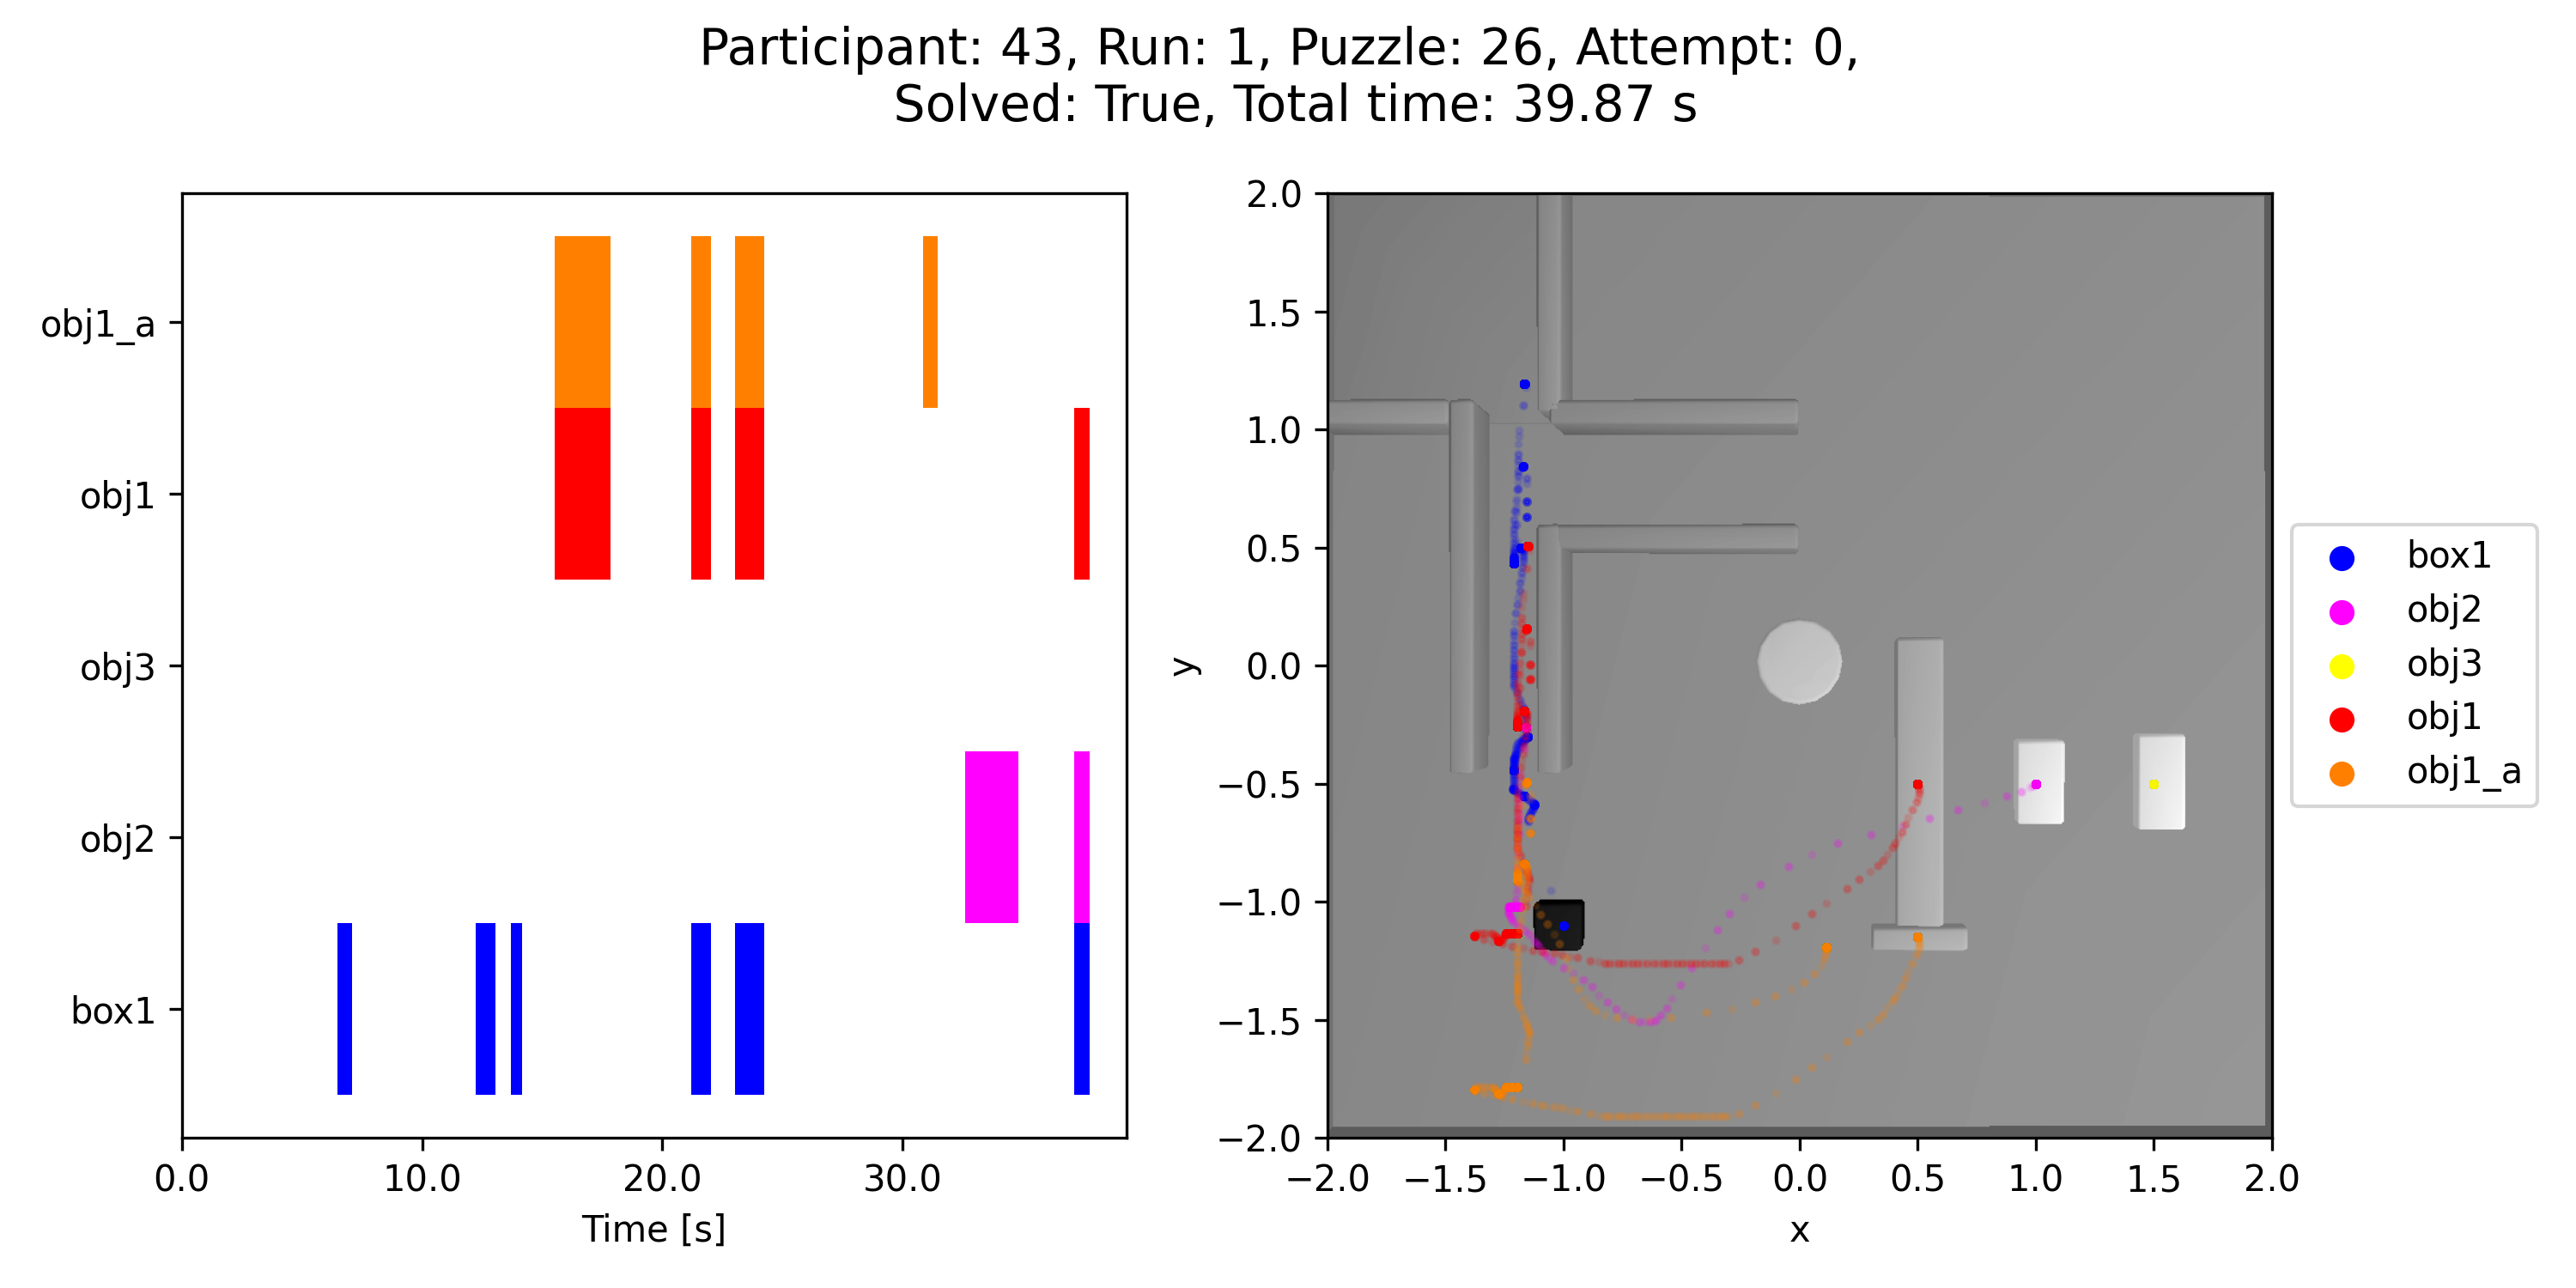 Participant: 43, Run: 1, Puzzle: 26, Attempt: 0,
Solved: True, Total time: 39.87 s
obj1_a
obj1
obj3
obj2
box1
0.0 10.0 20.0 30.0
Time [s]
2.0
1.5
1.0
0.5
0.0
−0.5
−1.0
−1.5
−2.0
y
−2.0 −1.5 −1.0 −0.5 0.0 0.5 1.0 1.5 2.0
x
box1
obj2
obj3
obj1
obj1_a